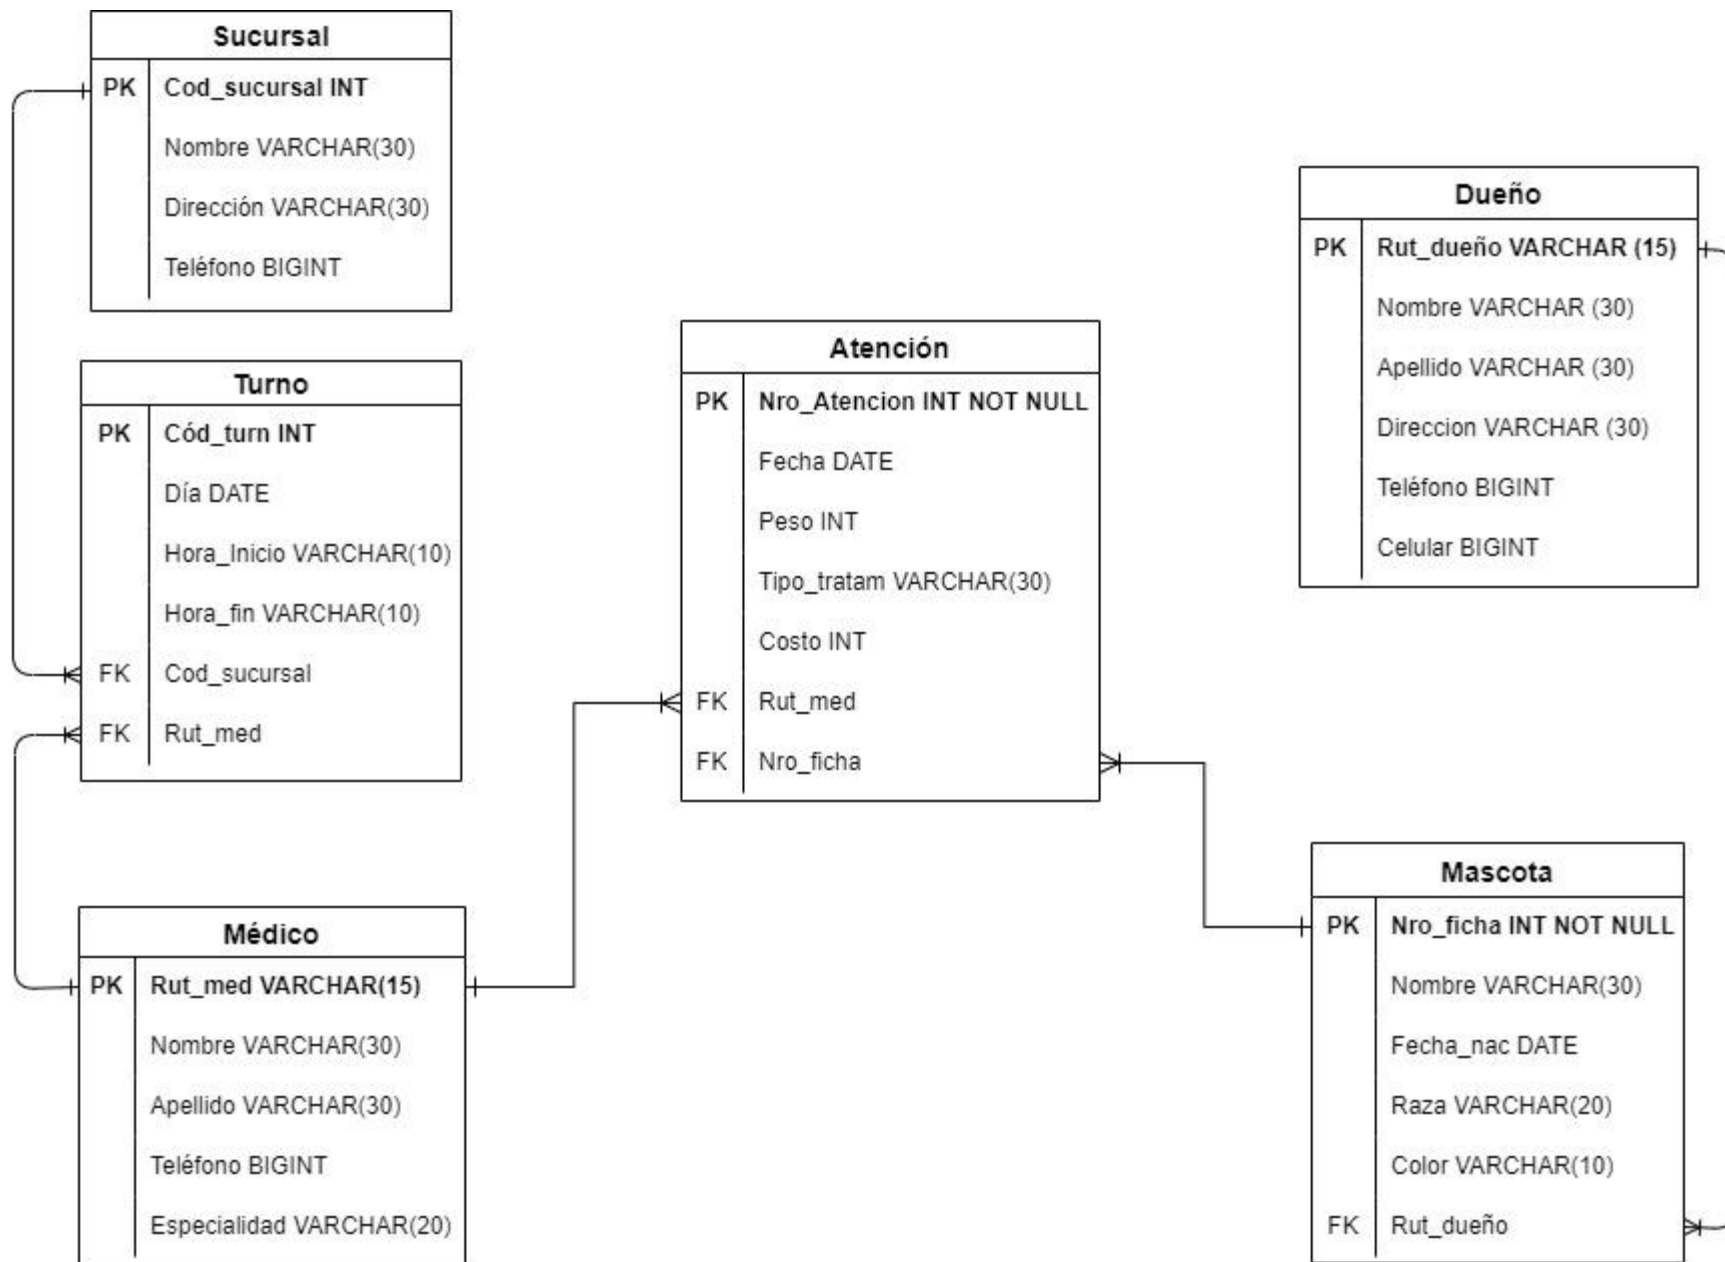 Sucursal
PK Cod_sucursal INT
Nombre VARCHAR(30)
Dirección VARCHAR(30)
Teléfono BIGINT
Turno
PK Cód_turn INT
Día DATE
Hora_Inicio VARCHAR(10)
Hora_fin VARCHAR(10)
FK Cod_sucursal
FK Rut_med
Médico
PK Rut_med VARCHAR(15)
Nombre VARCHAR(30)
Apellido VARCHAR(30)
Teléfono BIGINT
Especialidad VARCHAR(20)
Atención
PK Nro_Atencion INT NOT NULL
Fecha DATE
Peso INT
Tipo_tratam VARCHAR(30)
Costo INT
FK Rut_med
FK Nro_ficha
Dueño
PK Rut_dueño VARCHAR (15)
Nombre VARCHAR (30)
Apellido VARCHAR (30)
Direccion VARCHAR (30)
Teléfono BIGINT
Celular BIGINT
Mascota
PK Nro_ficha INT NOT NULL
Nombre VARCHAR(30)
Fecha_nac DATE
Raza VARCHAR(20)
Color VARCHAR(10)
FK Rut_dueño